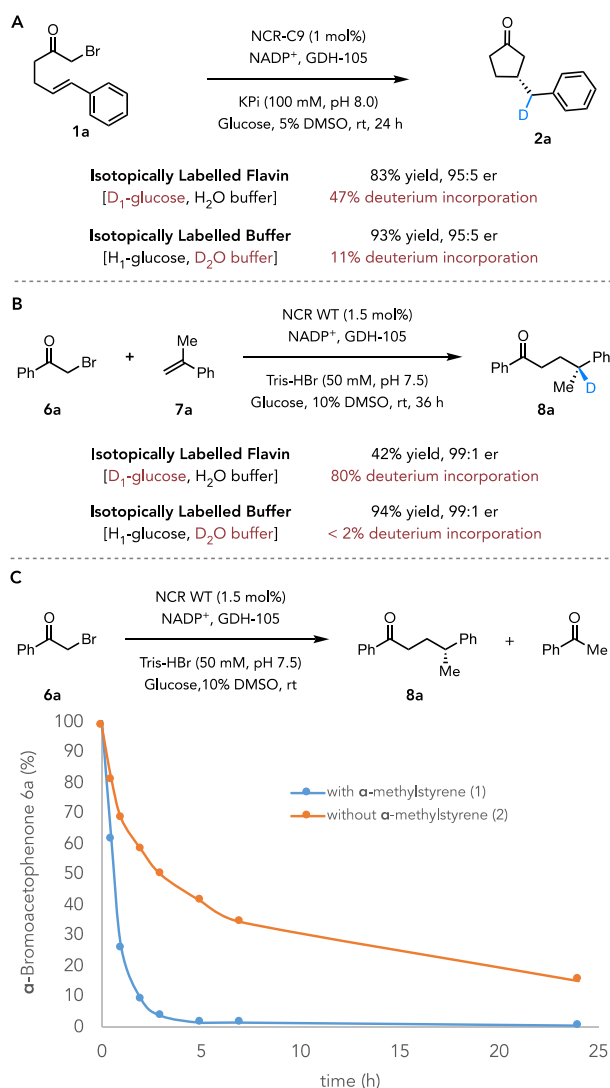 A
O
Br
1a
NCR-C9 (1 mol%)
NADP⁺, GDH-105
KPi (100 mM, pH 8.0)
Glucose, 5% DMSO, rt, 24 h
O
D
2a
Isotopically Labelled Flavin
[D₁-glucose, H₂O buffer]
83% yield, 95:5 er
47% deuterium incorporation
Isotopically Labelled Buffer
[H₁-glucose, D₂O buffer]
93% yield, 95:5 er
11% deuterium incorporation
B
O
Ph
Br
6a
+
Me
Ph
7a
NCR WT (1.5 mol%)
NADP⁺, GDH-105
Tris-HBr (50 mM, pH 7.5)
Glucose, 10% DMSO, rt, 36 h
O
Ph
Ph
Me
D
8a
Isotopically Labelled Flavin
[D₁-glucose, H₂O buffer]
42% yield, 99:1 er
80% deuterium incorporation
Isotopically Labelled Buffer
[H₁-glucose, D₂O buffer]
94% yield, 99:1 er
< 2% deuterium incorporation
C
O
Ph
Br
6a
NCR WT (1.5 mol%)
NADP⁺, GDH-105
Tris-HBr (50 mM, pH 7.5)
Glucose,10% DMSO, rt
O
Ph
Ph
Me
8a
+
O
Ph
Me
α-Bromoacetophenone 6a (%)
100
90
80
70
60
50
40
30
20
10
0
with α-methylstyrene (1)
without α-methylstyrene (2)
0
5
10
15
20
25
time (h)